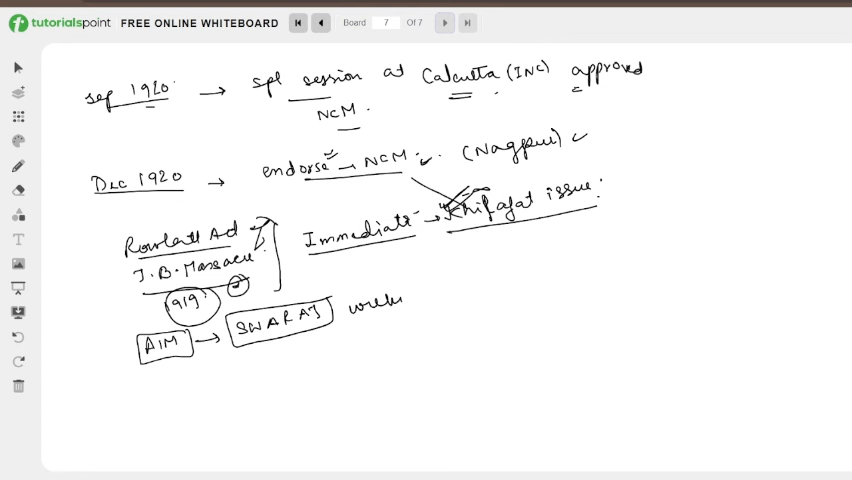 tutorialspoint FREE ONLINE WHITEBOARD Board 7 Of 7
Sep 1920 → Spl session at Calcutta (INC) approved
NCM.
Dec 1920 → endorse → NCM. (Nagpur)
Rowlatt Act
J.B. Massacre
1919
Immediate → Khilafat issue
AIM → SWARAJ